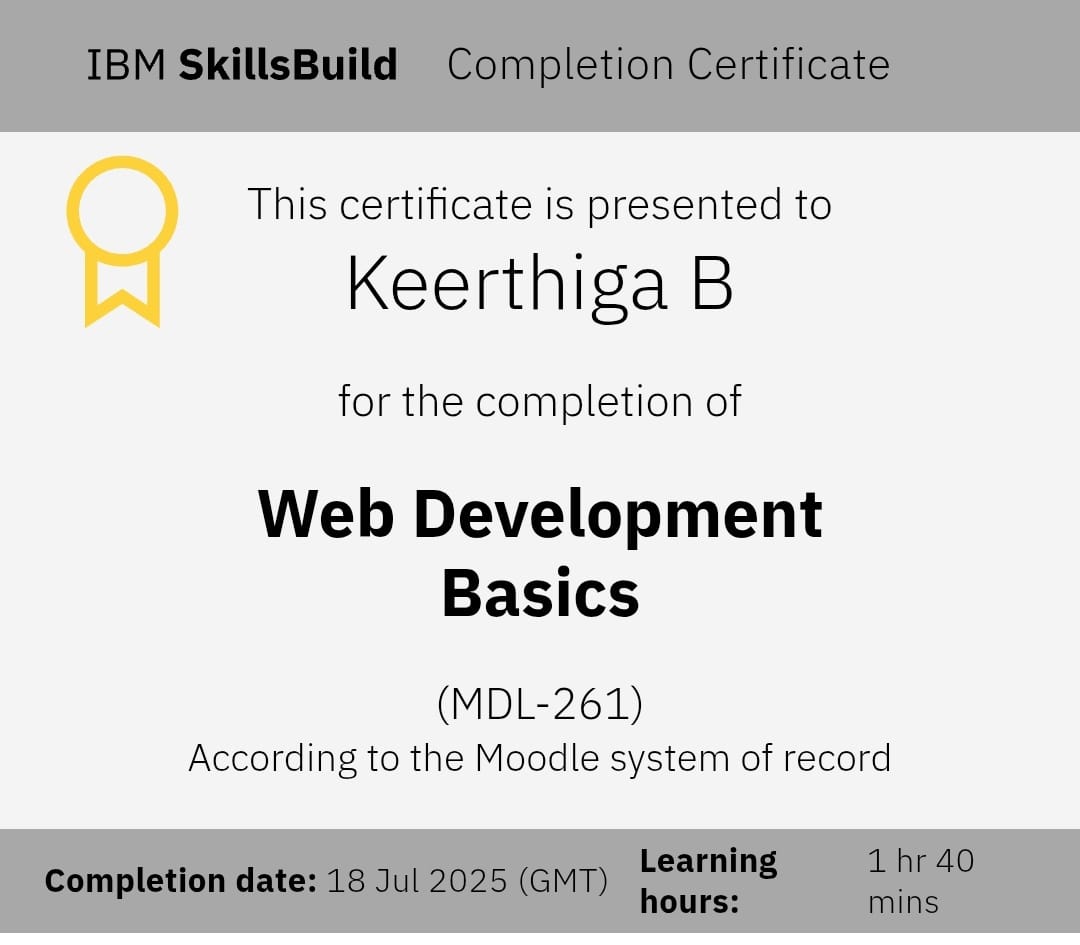 IBM SkillsBuild Completion Certificate
This certificate is presented to
Keerthiga B
for the completion of
Web Development
Basics
(MDL-261)
According to the Moodle system of record
Completion date: 18 Jul 2025 (GMT)
Learning
hours:
1 hr 40
mins